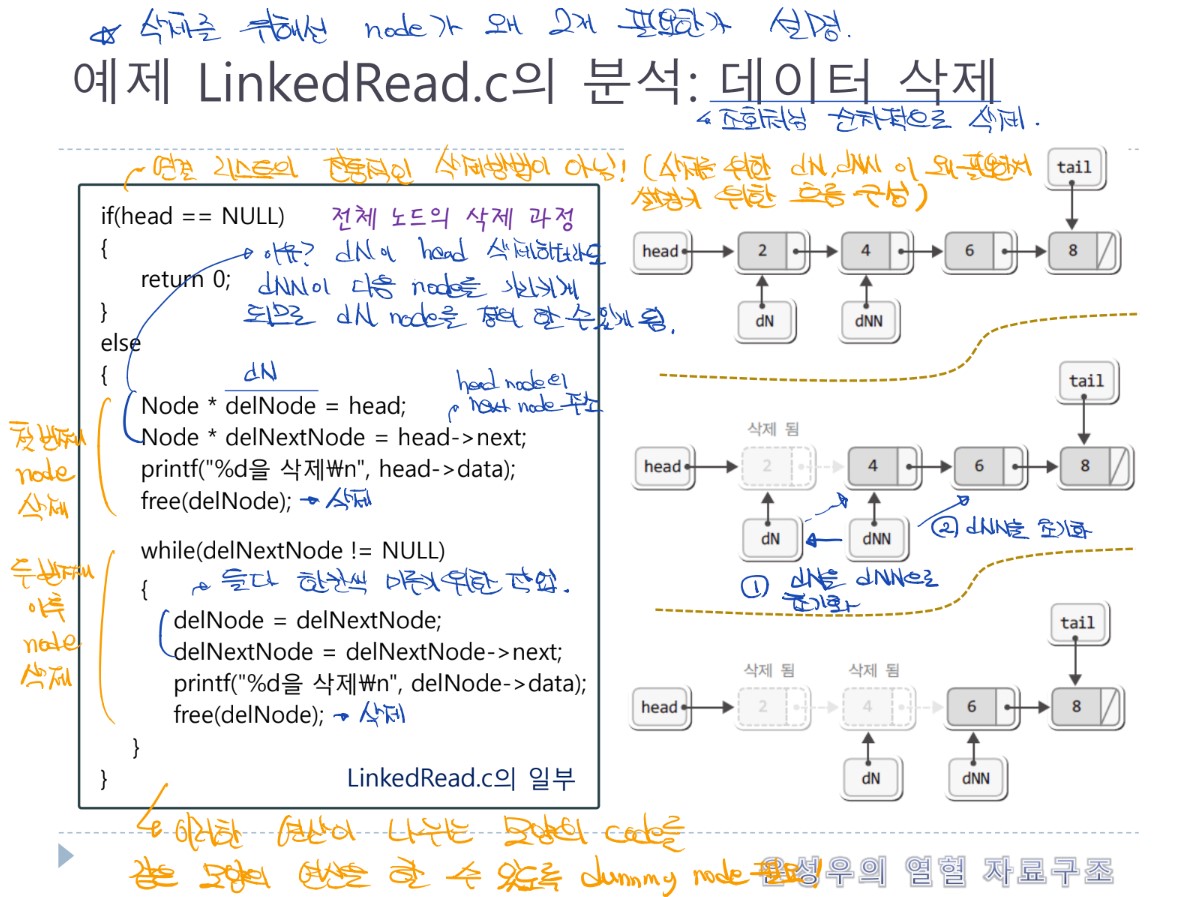 ☆ 삭제를 위해선 node가 왜 2개 필요한가 설명.
예제 LinkedRead.c의 분석: 데이터 삭제
↳ 조회처럼 순차적으로 삭제.
연결 리스트의 전통적인 삭제방법이 아님! (삭제를 위한 dN, dNN이 왜 필요한지
설명하기 위한 흐름 구성)
if(head == NULL) 전체 노드의 삭제 과정
{
→ 이유? dN이 head 삭제하더라도
return 0;
dNN이 다음 node를 가리키게
}
되므로 dN node를 정의 할 수 있게 됨.
else
{
dN
head node의
next node 주소
Node * delNode = head;
Node * delNextNode = head->next;
printf("%d을 삭제\n", head->data);
free(delNode); → 삭제
첫 번째
node
삭제
while(delNextNode != NULL)
{
둘다 한칸씩 미루기 위한 작업.
delNode = delNextNode;
delNextNode = delNextNode->next;
printf("%d을 삭제\n", delNode->data);
free(delNode); → 삭제
}
}
두 번째
이후
node
삭제
LinkedRead.c의 일부
tail
head 2 4 6 8
dN dNN
tail
삭제 됨
head 2 4 6 8
dN dNN
② dNN을 초기화
① dN을 dNN으로
초기화
tail
삭제 됨 삭제 됨
head 2 4 6 8
dN dNN
↳ 이러한 연산이 나뉘는 모양의 code를
같은 모양의 연산을 할 수 있도록 dummy node 필요!
윤성우의 열혈 자료구조